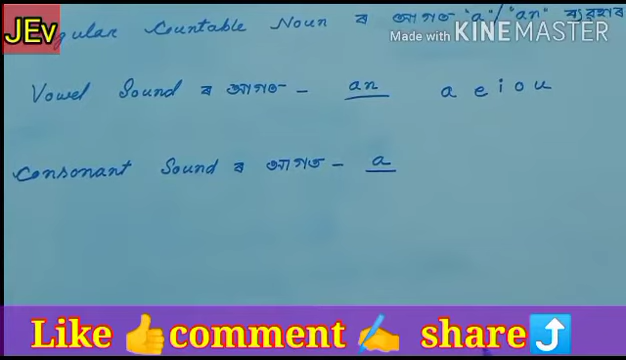 JEv
Countable Noun ৰ আগত "a"/"an" ব্যৱহাৰ
Made with KINEMASTER
Vowel Sound ৰ আগত - an a e i o u
Consonant Sound ৰ আগত - a
Like 👍 comment ✍ share ⤴